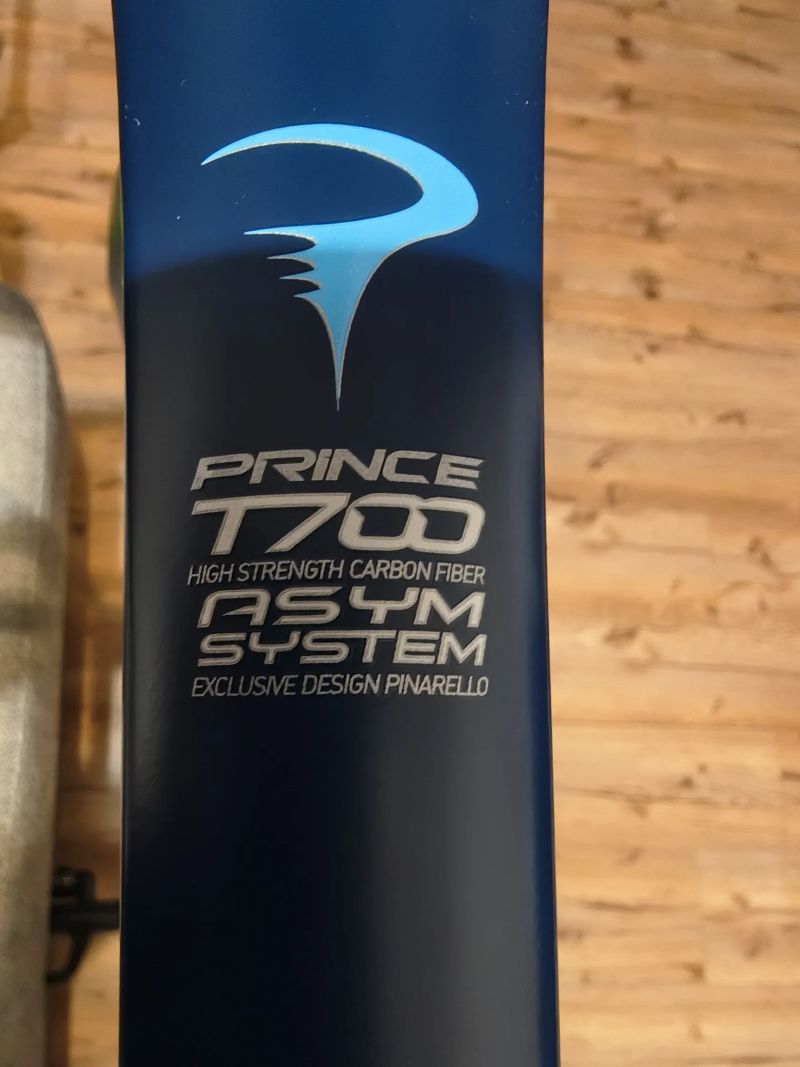 PRiNCE
T700
HIGH STRENGTH CARBON FIBER
ASYM
SYSTEM
EXCLUSIVE DESIGN PINARELLO